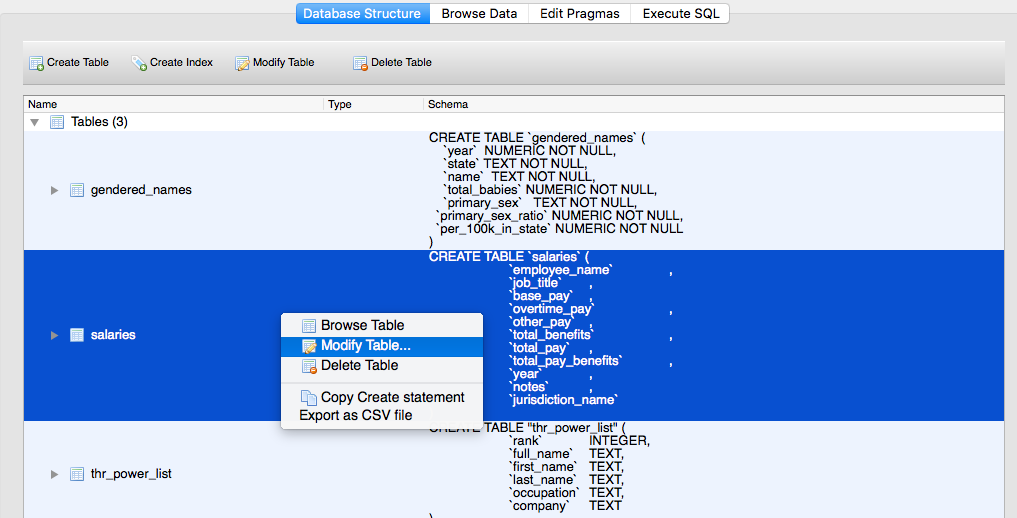 Database Structure Browse Data Edit Pragmas Execute SQL
Create Table Create Index Modify Table Delete Table
Name Type Schema
Tables (3)
gendered_names
CREATE TABLE `gendered_names` (
`year` NUMERIC NOT NULL,
`state` TEXT NOT NULL,
`name` TEXT NOT NULL,
`total_babies` NUMERIC NOT NULL,
`primary_sex` TEXT NOT NULL,
`primary_sex_ratio` NUMERIC NOT NULL,
`per_100k_in_state` NUMERIC NOT NULL
)
salaries
CREATE TABLE `salaries` (
`employee_name` ,
`job_title` ,
`base_pay` ,
`overtime_pay` ,
`other_pay` ,
`total_benefits` ,
`total_pay` ,
`total_pay_benefits` ,
`year` ,
`notes` ,
`jurisdiction_name`
Browse Table
Modify Table...
Delete Table
Copy Create statement
Export as CSV file
thr_power_list
CREATE TABLE "thr_power_list" (
`rank` INTEGER,
`full_name` TEXT,
`first_name` TEXT,
`last_name` TEXT,
`occupation` TEXT,
`company` TEXT
)